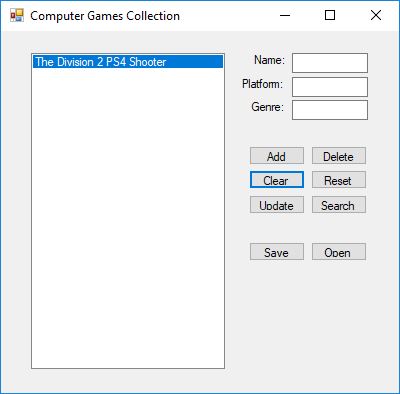 Computer Games Collection
The Division 2 PS4 Shooter
Name:
Platform:
Genre:
Add Delete
Clear Reset
Update Search
Save Open